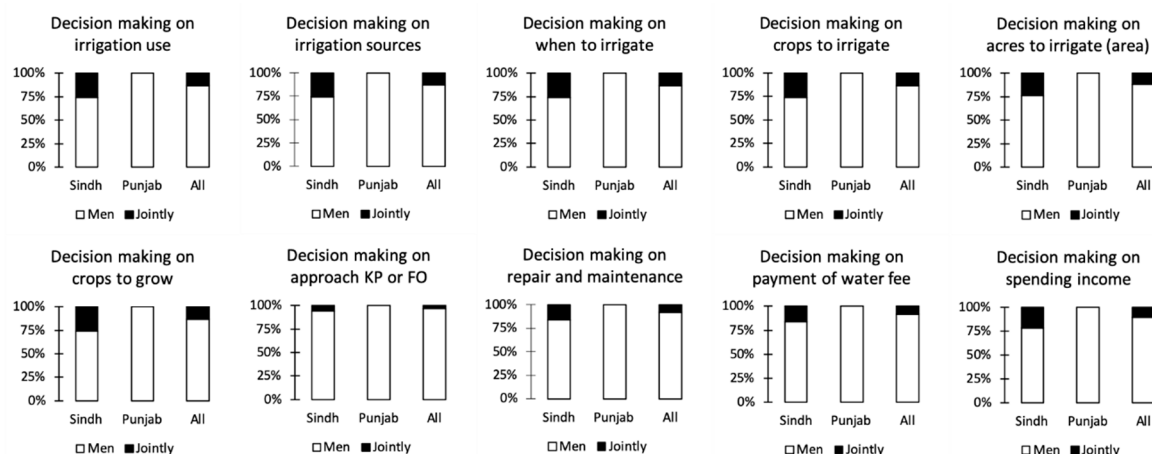 Decision making on
irrigation use
100%
75%
50%
25%
0%
Sindh Punjab All
Men Jointly
Decision making on
irrigation sources
100%
75%
50%
25%
0%
Sindh Punjab All
Men Jointly
Decision making on
when to irrigate
100%
75%
50%
25%
0%
Sindh Punjab All
Men Jointly
Decision making on
crops to irrigate
100%
75%
50%
25%
0%
Sindh Punjab All
Men Jointly
Decision making on
acres to irrigate (area)
100%
75%
50%
25%
0%
Sindh Punjab All
Men Jointly
Decision making on
crops to grow
100%
75%
50%
25%
0%
Sindh Punjab All
Men Jointly
Decision making on
approach KP or FO
100%
75%
50%
25%
0%
Sindh Punjab All
Men Jointly
Decision making on
repair and maintenance
100%
75%
50%
25%
0%
Sindh Punjab All
Men Jointly
Decision making on
payment of water fee
100%
75%
50%
25%
0%
Sindh Punjab All
Men Jointly
Decision making on
spending income
100%
75%
50%
25%
0%
Sindh Punjab All
Men Jointly